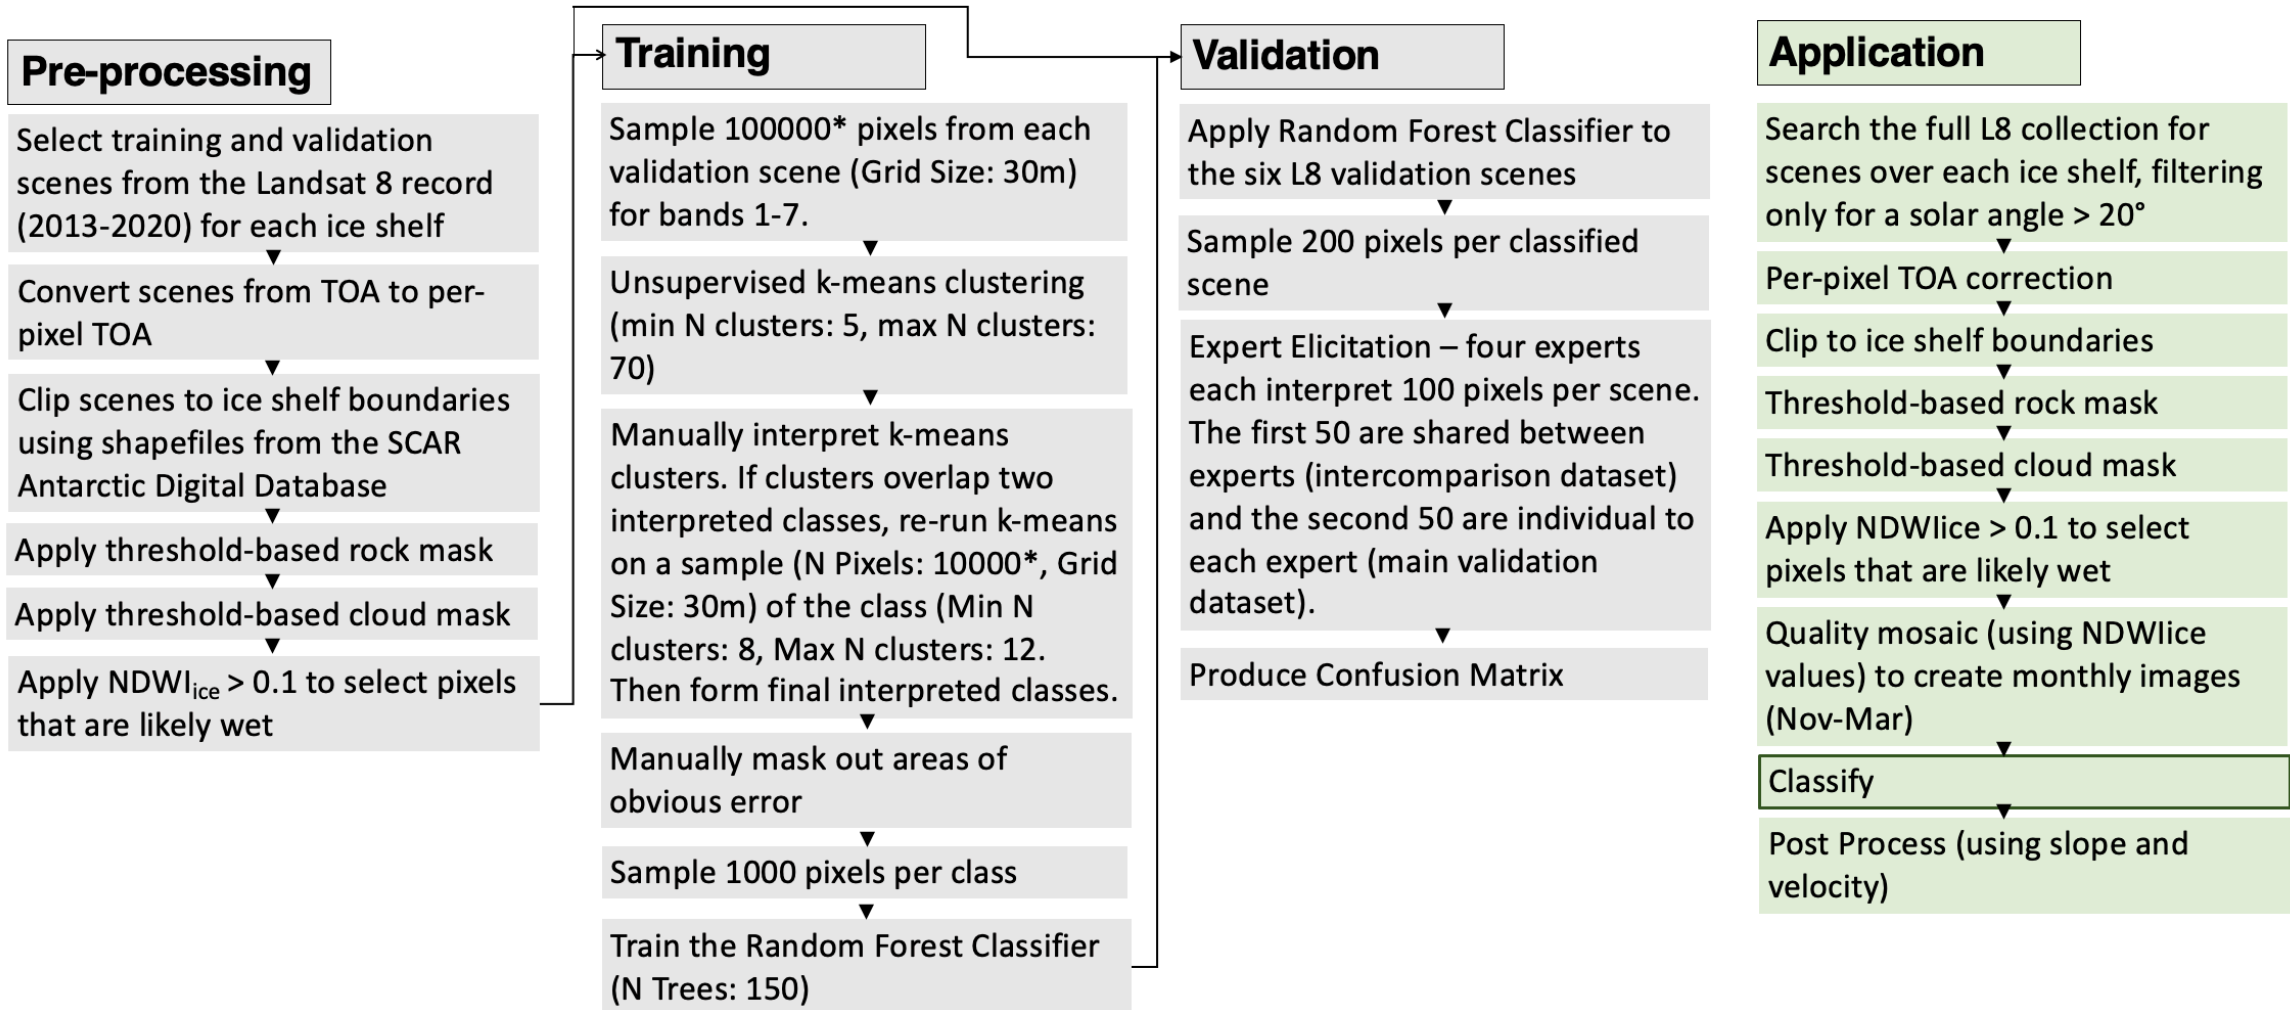 Pre-processing
Select training and validation
scenes from the Landsat 8 record
(2013-2020) for each ice shelf
Convert scenes from TOA to per-
pixel TOA
Clip scenes to ice shelf boundaries
using shapefiles from the SCAR
Antarctic Digital Database
Apply threshold-based rock mask
Apply threshold-based cloud mask
Apply NDWIice > 0.1 to select pixels
that are likely wet
Training
Sample 100000* pixels from each
validation scene (Grid Size: 30m)
for bands 1-7.
Unsupervised k-means clustering
(min N clusters: 5, max N clusters:
70)
Manually interpret k-means
clusters. If clusters overlap two
interpreted classes, re-run k-means
on a sample (N Pixels: 10000*, Grid
Size: 30m) of the class (Min N
clusters: 8, Max N clusters: 12.
Then form final interpreted classes.
Manually mask out areas of
obvious error
Sample 1000 pixels per class
Train the Random Forest Classifier
(N Trees: 150)
Validation
Apply Random Forest Classifier to
the six L8 validation scenes
Sample 200 pixels per classified
scene
Expert Elicitation – four experts
each interpret 100 pixels per scene.
The first 50 are shared between
experts (intercomparison dataset)
and the second 50 are individual to
each expert (main validation
dataset).
Produce Confusion Matrix
Application
Search the full L8 collection for
scenes over each ice shelf, filtering
only for a solar angle > 20°
Per-pixel TOA correction
Clip to ice shelf boundaries
Threshold-based rock mask
Threshold-based cloud mask
Apply NDWIice > 0.1 to select
pixels that are likely wet
Quality mosaic (using NDWIice
values) to create monthly images
(Nov-Mar)
Classify
Post Process (using slope and
velocity)